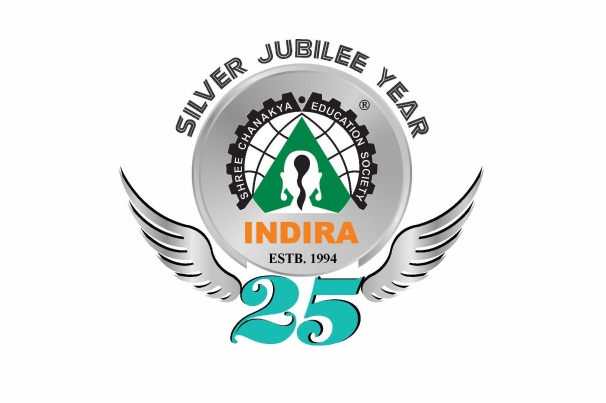 SILVER JUBILEE YEAR
SHREE CHANAKYA • EDUCATION SOCIETY
®
INDIRA
ESTB. 1994
25